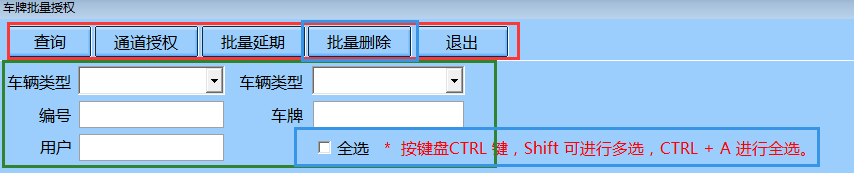 车牌批量授权
查询 通道授权 批量延期 批量删除 退出
车辆类型 车辆类型
编号 车牌
用户 全选 * 按键盘CTRL 键，Shift 可进行多选，CTRL + A 进行全选。